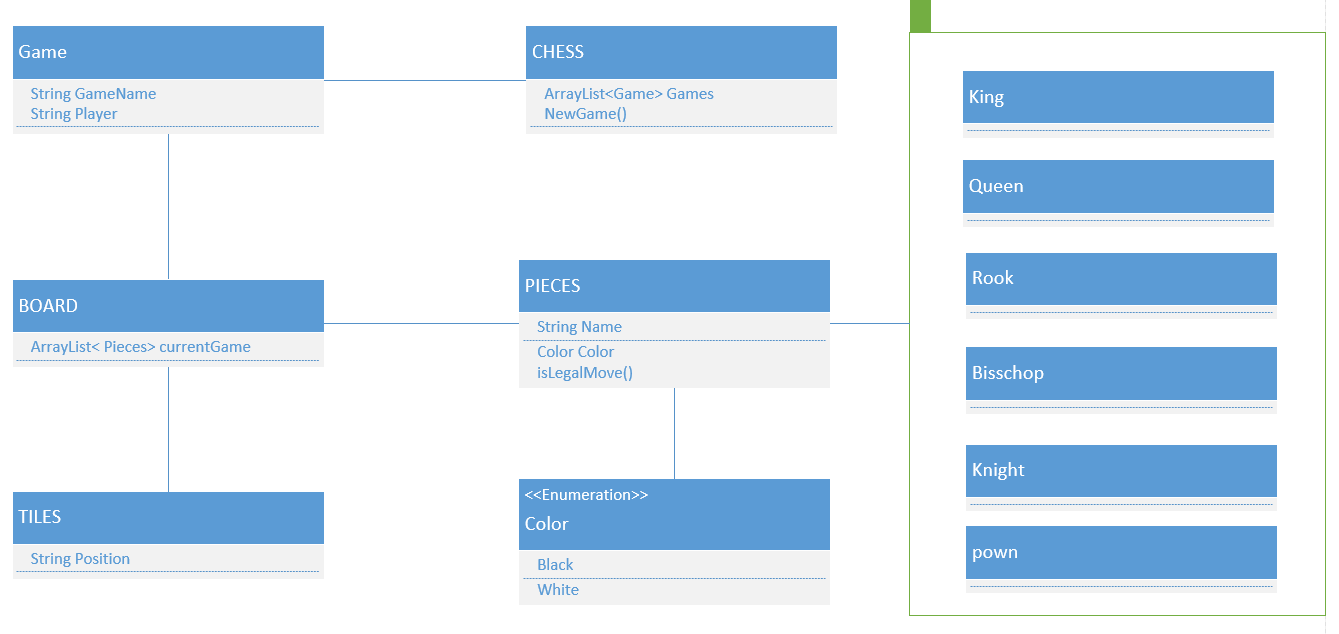 Game
String GameName
String Player
CHESS
ArrayList<Game> Games
NewGame()
BOARD
ArrayList< Pieces> currentGame
PIECES
String Name
Color Color
isLegalMove()
TILES
String Position
<<Enumeration>>
Color
Black
White
King
Queen
Rook
Bisschop
Knight
pown